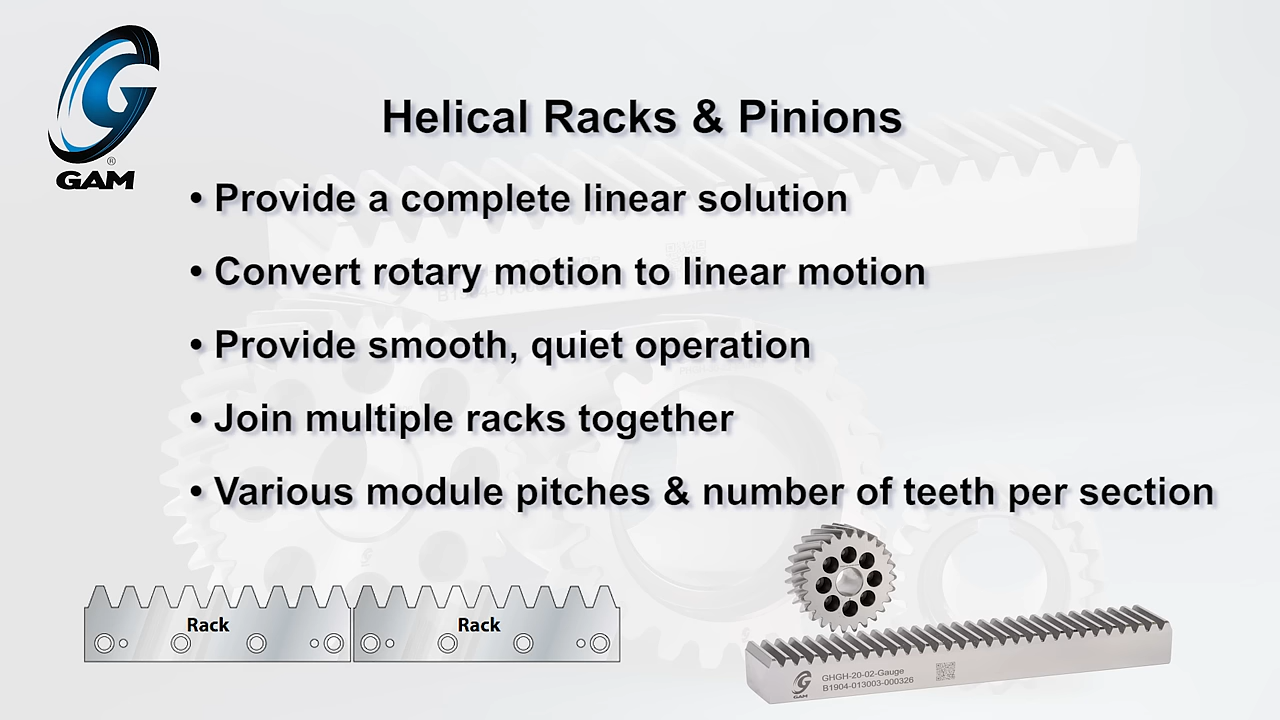 GAM
Helical Racks & Pinions
• Provide a complete linear solution
• Convert rotary motion to linear motion
• Provide smooth, quiet operation
• Join multiple racks together
• Various module pitches & number of teeth per section
Rack
Rack
GHGH-20-02-Gauge
B1904-013003-000326
GAM